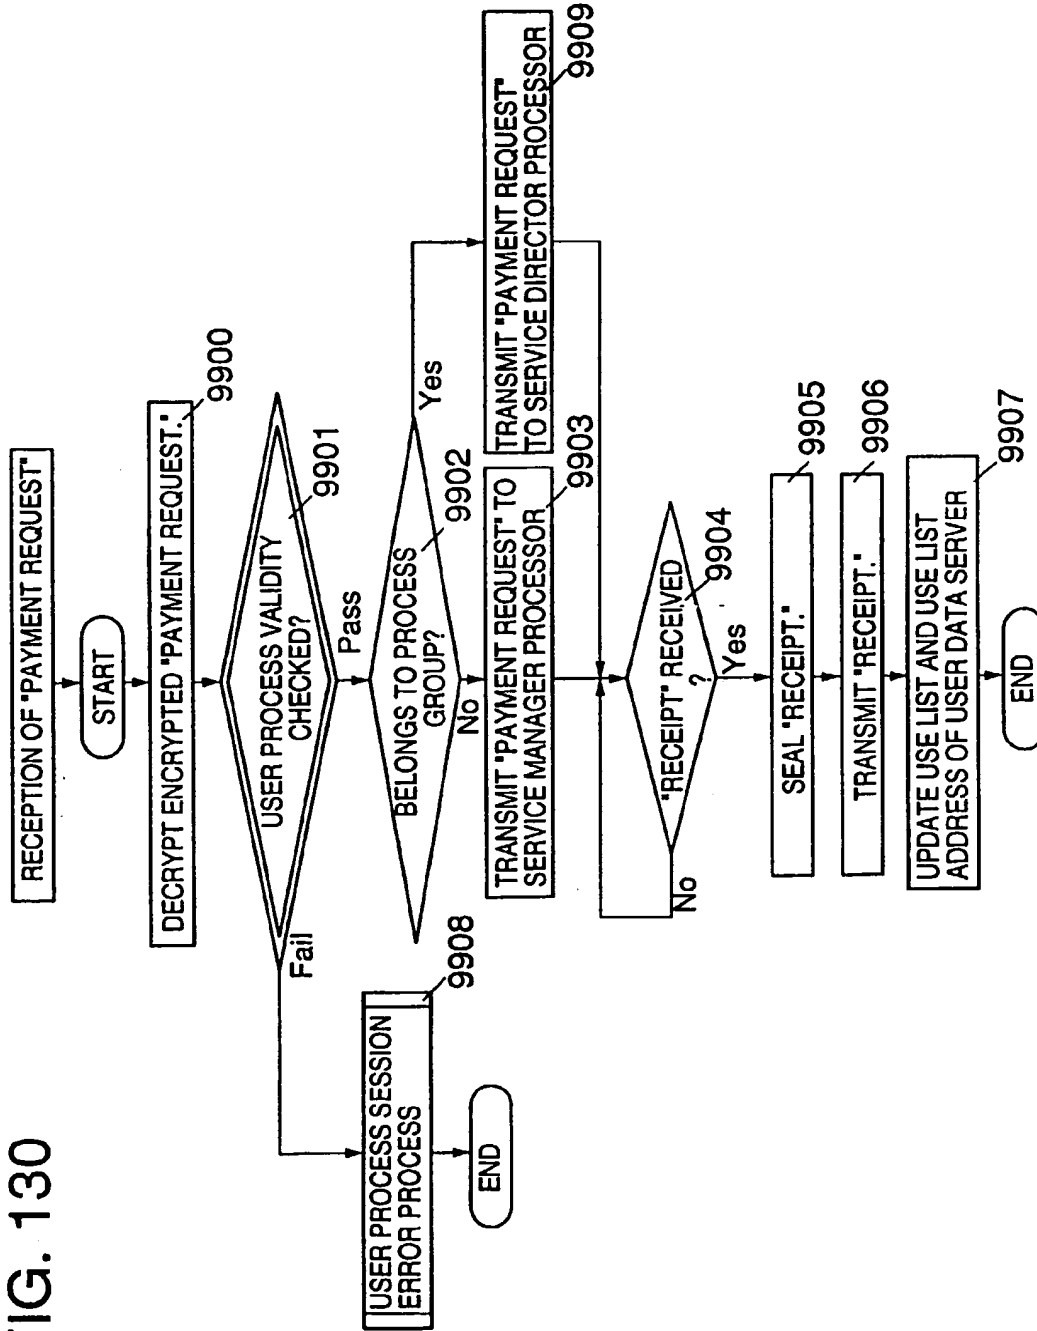 FIG. 130
RECEPTION OF "PAYMENT REQUEST"
START
DECRYPT ENCRYPTED "PAYMENT REQUEST."
9900
USER PROCESS VALIDITY
CHECKED?
9901
Fail
Pass
USER PROCESS SESSION
ERROR PROCESS
9908
END
BELONGS TO PROCESS
GROUP?
9902
Yes
No
TRANSMIT "PAYMENT REQUEST" TO
SERVICE MANAGER PROCESSOR
9903
TRANSMIT "PAYMENT REQUEST"
TO SERVICE DIRECTOR PROCESSOR
9909
"RECEIPT" RECEIVED
?
9904
No
Yes
SEAL "RECEIPT."
9905
TRANSMIT "RECEIPT."
9906
UPDATE USE LIST AND USE LIST
ADDRESS OF USER DATA SERVER
9907
END